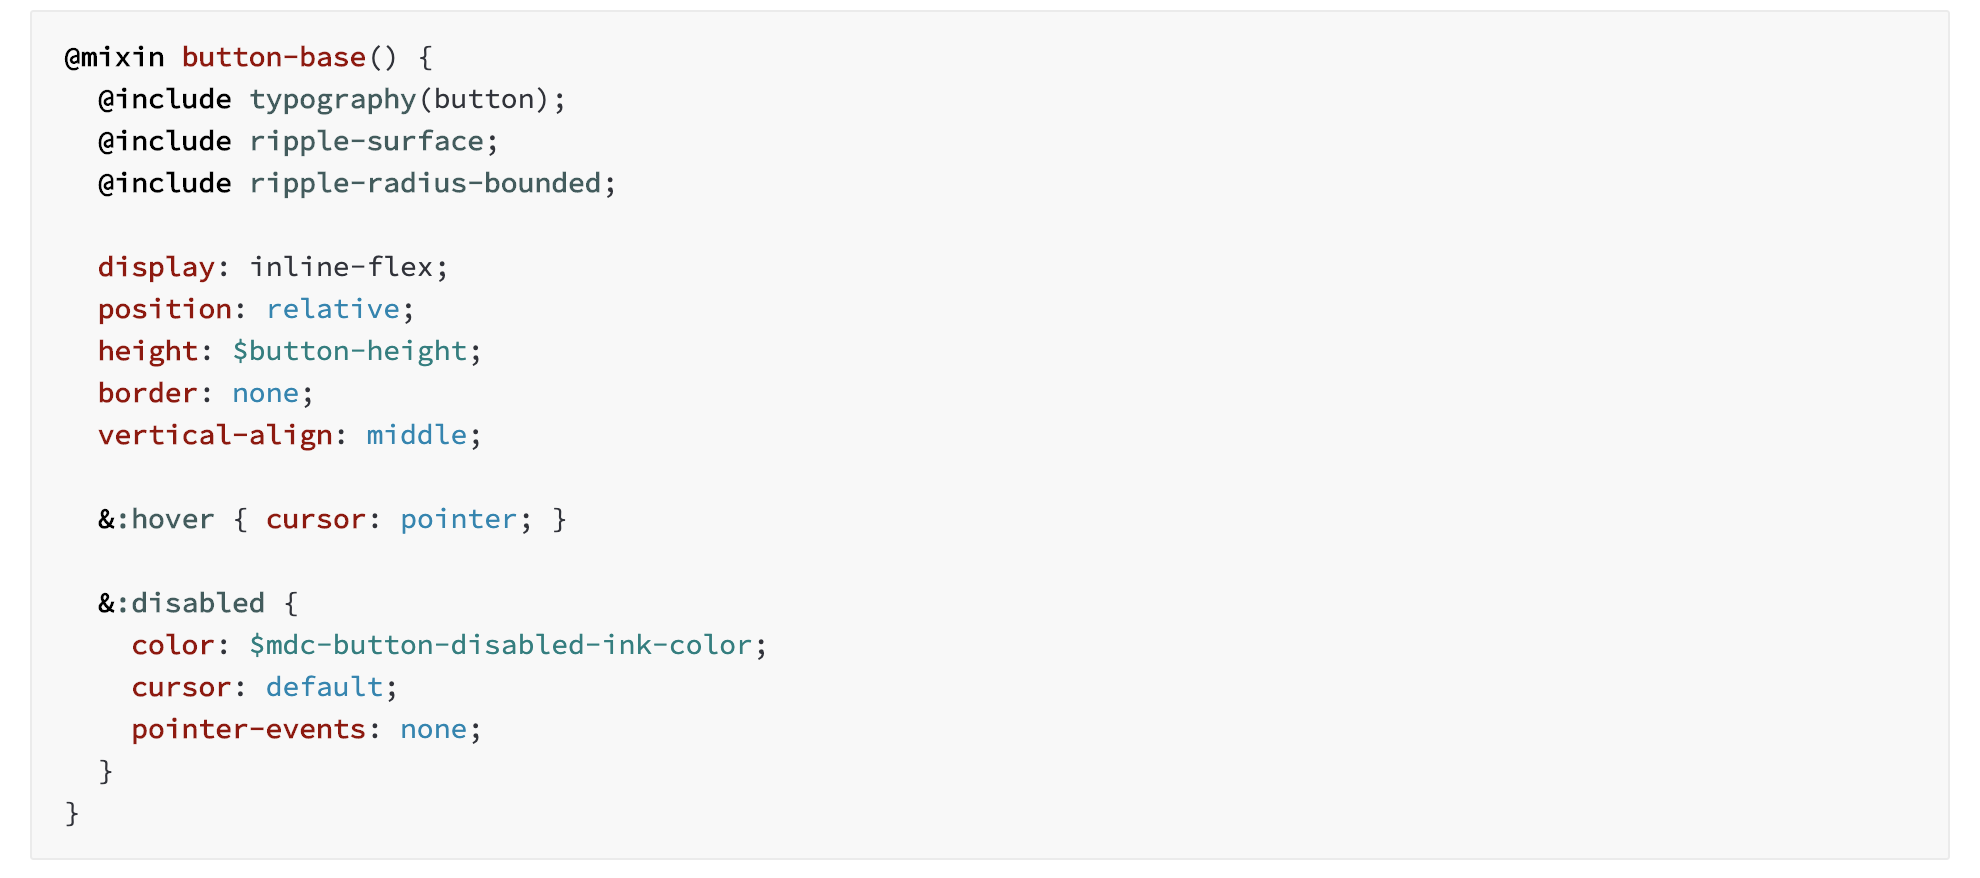 @mixin button-base() {
  @include typography(button);
  @include ripple-surface;
  @include ripple-radius-bounded;

  display: inline-flex;
  position: relative;
  height: $button-height;
  border: none;
  vertical-align: middle;

  &:hover { cursor: pointer; }

  &:disabled {
    color: $mdc-button-disabled-ink-color;
    cursor: default;
    pointer-events: none;
  }
}